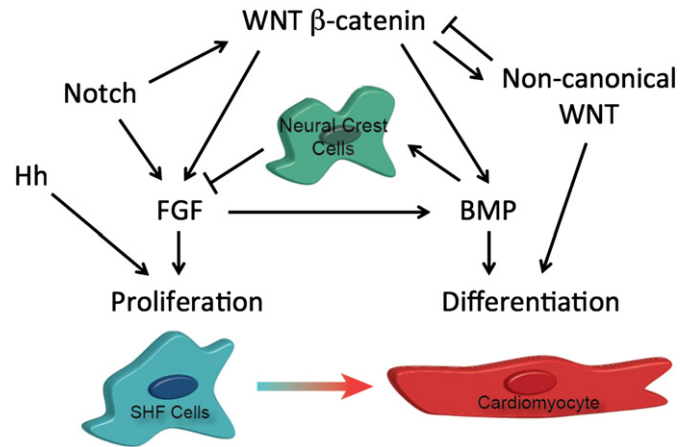 WNT β-catenin
Notch
Non-canonical
WNT
Neural Crest
Cells
Hh
FGF
BMP
Proliferation
Differentiation
SHF Cells
Cardiomyocyte